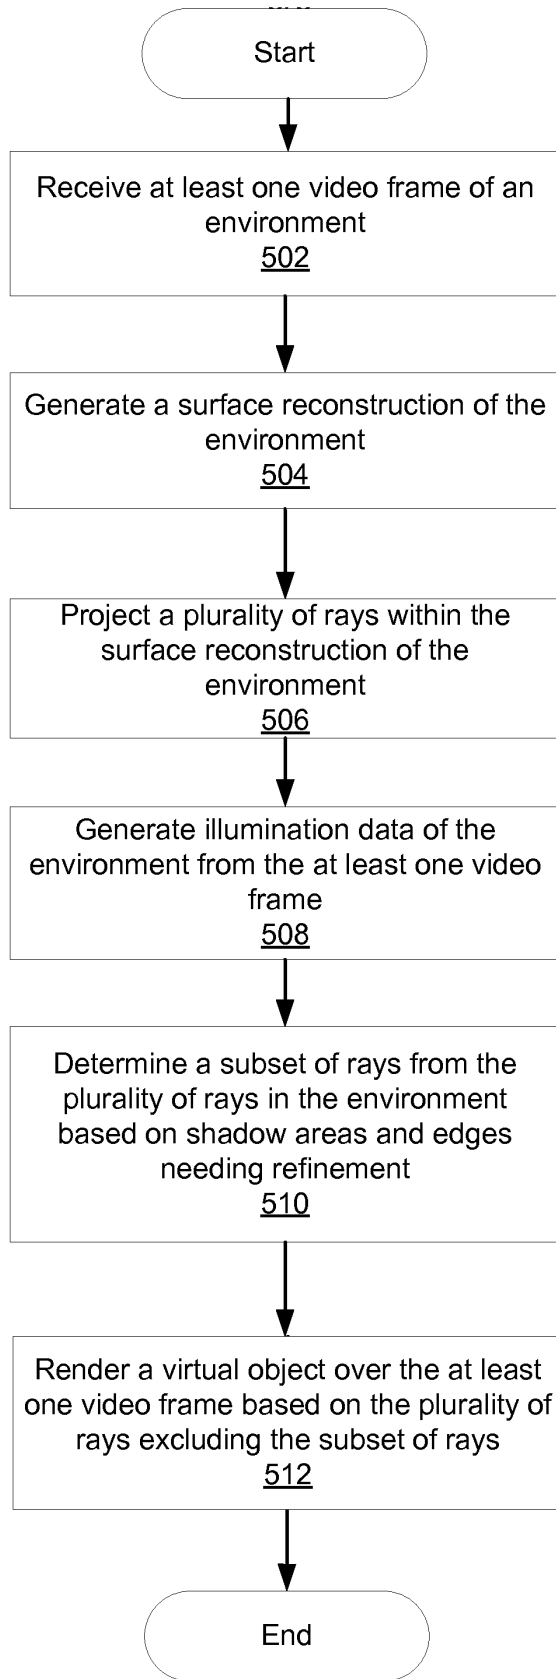 Start
Receive at least one video frame of an
environment
502
Generate a surface reconstruction of the
environment
504
Project a plurality of rays within the
surface reconstruction of the
environment
506
Generate illumination data of the
environment from the at least one video
frame
508
Determine a subset of rays from the
plurality of rays in the environment
based on shadow areas and edges
needing refinement
510
Render a virtual object over the at least
one video frame based on the plurality of
rays excluding the subset of rays
512
End